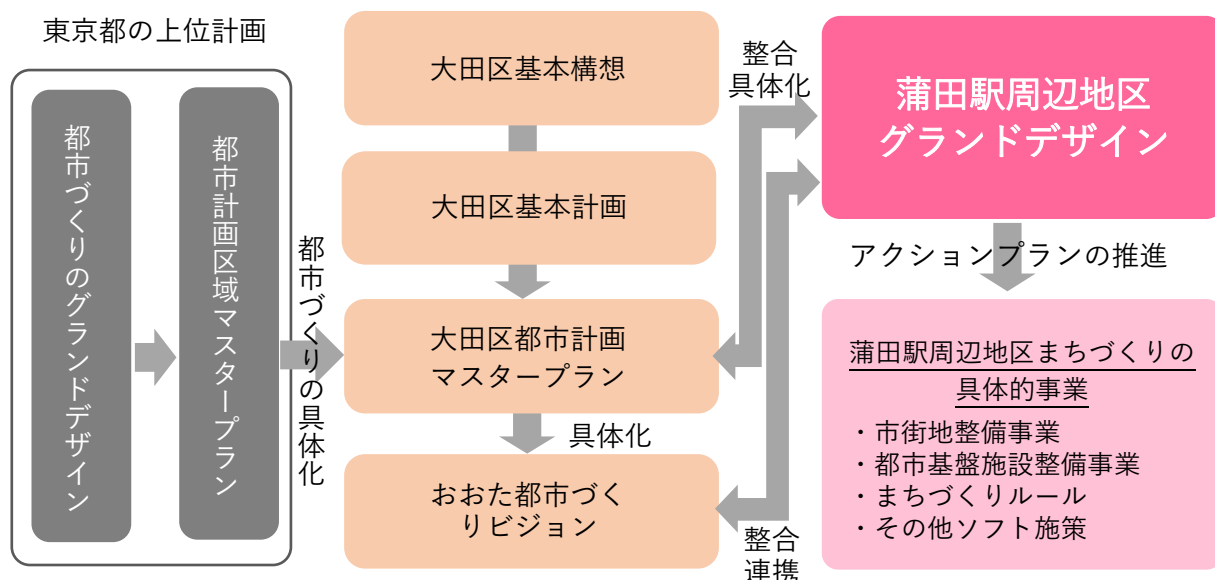 東京都の上位計画
都市づくりのグランドデザイン
都市計画区域マスタープラン
都市づくりの具体化
大田区基本構想
大田区基本計画
大田区都市計画
マスタープラン
具体化
おおた都市づく
りビジョン
整合
具体化
整合
連携
蒲田駅周辺地区
グランドデザイン
アクションプランの推進
蒲田駅周辺地区まちづくりの
具体的事業
・市街地整備事業
・都市基盤施設整備事業
・まちづくりルール
・その他ソフト施策